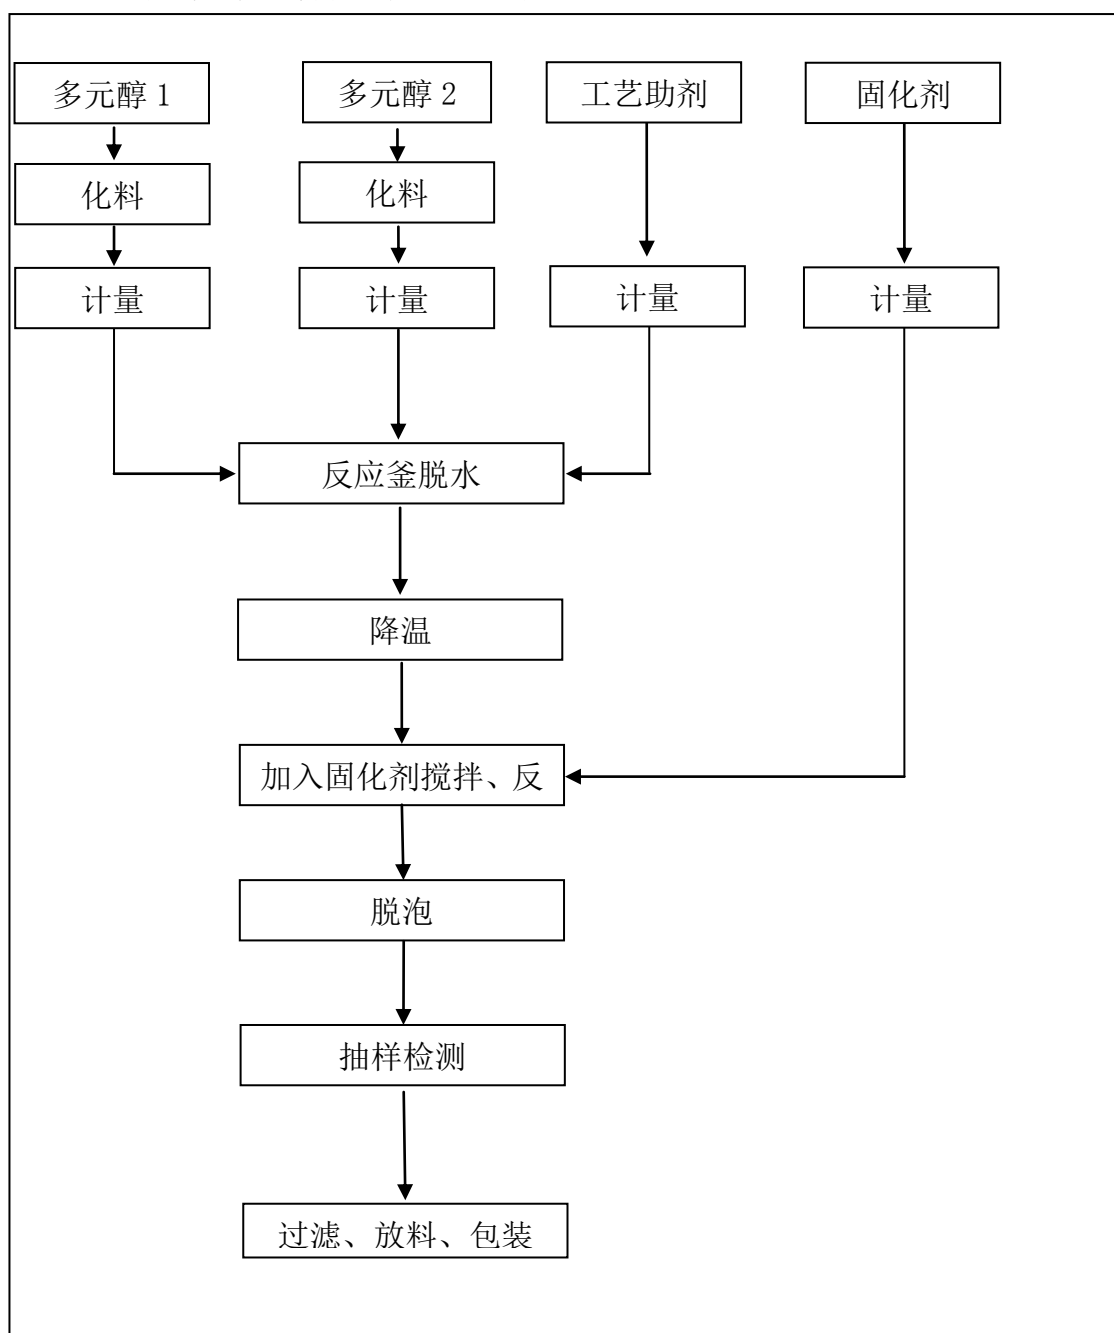 多元醇 1
多元醇 2
工艺助剂
固化剂
化料
化料
计量
计量
计量
计量
反应釜脱水
降温
加入固化剂搅拌、反
脱泡
抽样检测
过滤、放料、包装